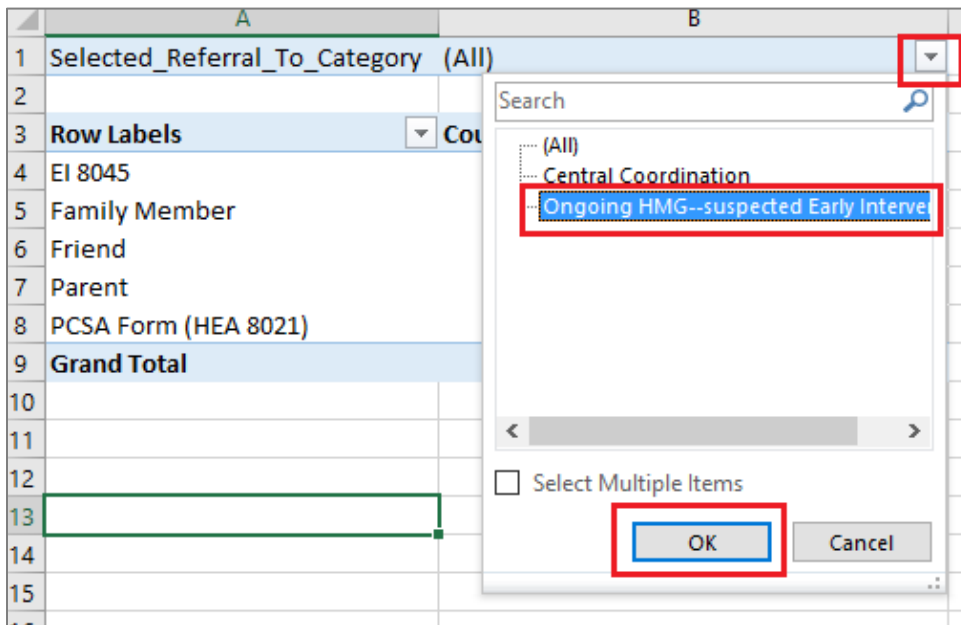 A B
1 Selected_Referral_To_Category (All)
2 Search
3 Row Labels Cou
(All)
4 EI 8045
Central Coordination
5 Family Member
Ongoing HMG--suspected Early Interve
6 Friend
7 Parent
8 PCSA Form (HEA 8021)
9 Grand Total
10
11
12 Select Multiple Items
13
OK Cancel
14
15